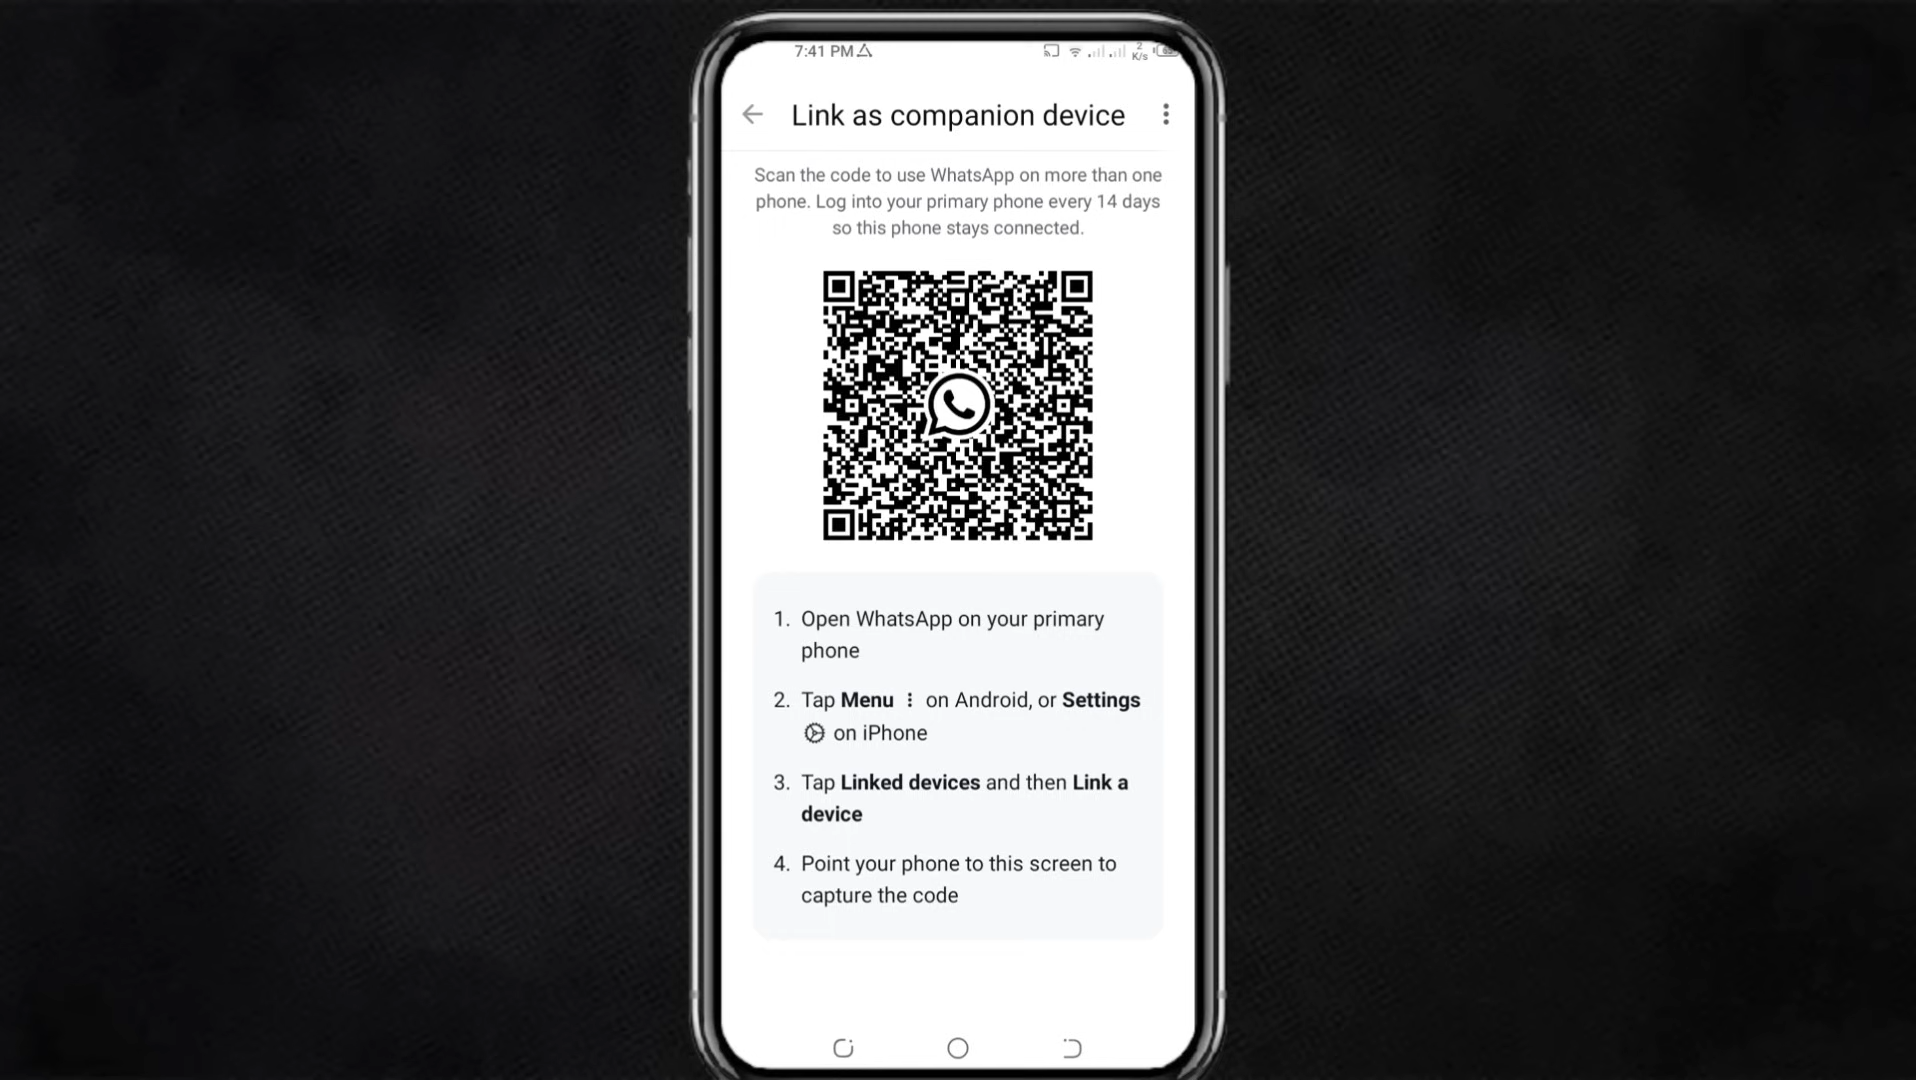 7:41 PM
2
K/s
Link as companion device
Scan the code to use WhatsApp on more than one
phone. Log into your primary phone every 14 days
so this phone stays connected.
1. Open WhatsApp on your primary
phone
2. Tap Menu ⋮ on Android, or Settings
on iPhone
3. Tap Linked devices and then Link a
device
4. Point your phone to this screen to
capture the code